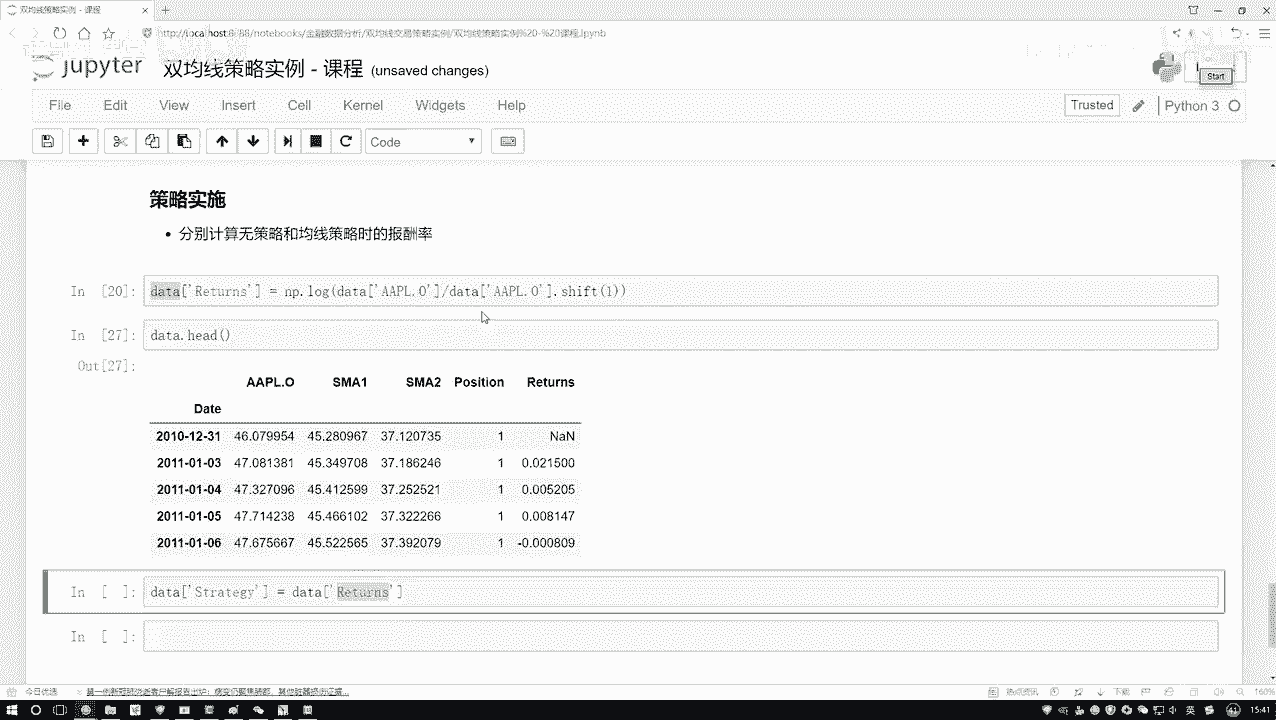 双均线策略实例 - 课程
http://localhost:8888/notebooks/金融数据分析/双均线交易策略实例/双均线策略实例%20-%20课程.ipynb
jupyter 双均线策略实例 - 课程 (unsaved changes)
Start
File Edit View Insert Cell Kernel Widgets Help
Trusted Python 3
Code
策略实施
分别计算无策略和均线策略时的报酬率
In [20]: data['Returns'] = np.log(data['AAPL.O']/data['AAPL.O'].shift(1))
In [27]: data.head()
Out[27]:
AAPL.O SMA1 SMA2 Position Returns
Date
2010-12-31 46.079954 45.280967 37.120735 1 NaN
2011-01-03 47.081381 45.349708 37.186246 1 0.021500
2011-01-04 47.327096 45.412599 37.252521 1 0.005205
2011-01-05 47.714238 45.466102 37.322266 1 0.008147
2011-01-06 47.675667 45.522565 37.392079 1 -0.000809
In [ ]: data['Strategy'] = data['Returns']
In [ ]:
今日优选
热点资讯 下载 160%
英 15:41